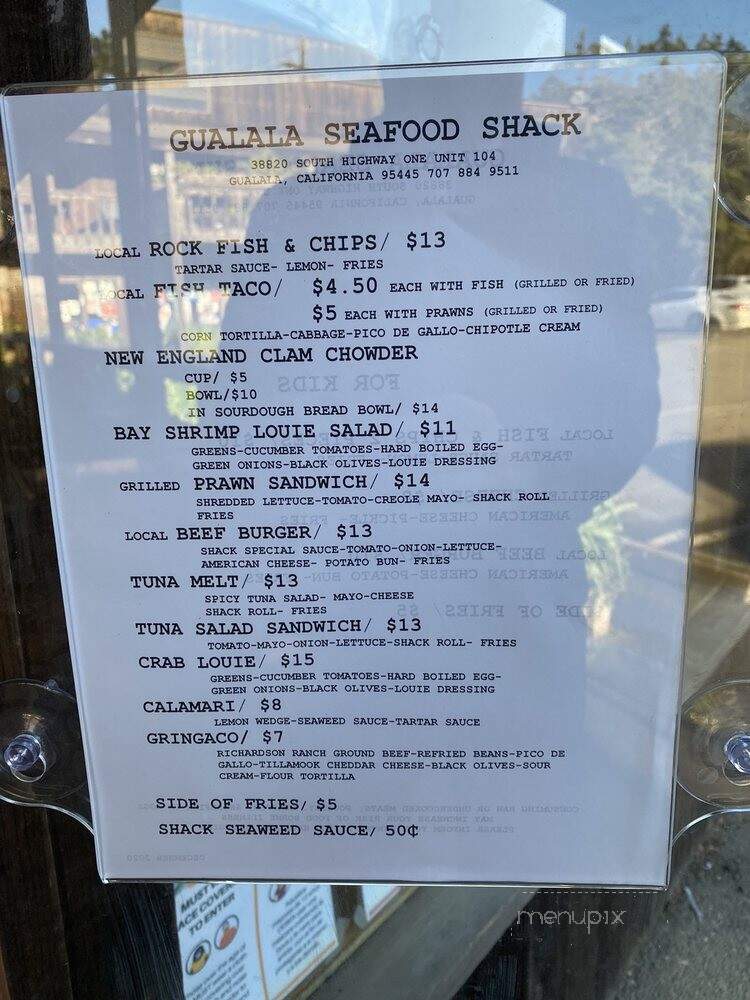 GUALALA SEAFOOD SHACK
38820 SOUTH HIGHWAY ONE UNIT 104
GUALALA, CALIFORNIA 95445 707 884 9511
LOCAL ROCK FISH & CHIPS/ $13
TARTAR SAUCE- LEMON- FRIES
LOCAL FISH TACO/ $4.50 EACH WITH FISH (GRILLED OR FRIED)
$5 EACH WITH PRAWNS (GRILLED OR FRIED)
CORN TORTILLA-CABBAGE-PICO DE GALLO-CHIPOTLE CREAM
NEW ENGLAND CLAM CHOWDER
CUP/ $5
BOWL/$10
IN SOURDOUGH BREAD BOWL/ $14
BAY SHRIMP LOUIE SALAD/ $11
GREENS-CUCUMBER TOMATOES-HARD BOILED EGG-
GREEN ONIONS-BLACK OLIVES-LOUIE DRESSING
GRILLED PRAWN SANDWICH/ $14
SHREDDED LETTUCE-TOMATO-CREOLE MAYO- SHACK ROLL
FRIES
LOCAL BEEF BURGER/ $13
SHACK SPECIAL SAUCE-TOMATO-ONION-LETTUCE-
AMERICAN CHEESE- POTATO BUN- FRIES
TUNA MELT/ $13
SPICY TUNA SALAD- MAYO-CHEESE
SHACK ROLL- FRIES
TUNA SALAD SANDWICH/ $13
TOMATO-MAYO-ONION-LETTUCE-SHACK ROLL- FRIES
CRAB LOUIE/ $15
GREENS-CUCUMBER TOMATOES-HARD BOILED EGG-
GREEN ONIONS-BLACK OLIVES-LOUIE DRESSING
CALAMARI/ $8
LEMON WEDGE-SEAWEED SAUCE-TARTAR SAUCE
GRINGACO/ $7
RICHARDSON RANCH GROUND BEEF-REFRIED BEANS-PICO DE
GALLO-TILLAMOOK CHEDDAR CHEESE-BLACK OLIVES-SOUR
CREAM-FLOUR TORTILLA
SIDE OF FRIES/ $5
SHACK SEAWEED SAUCE/ 50¢
MUST
FACE COVER
TO ENTER
menupix